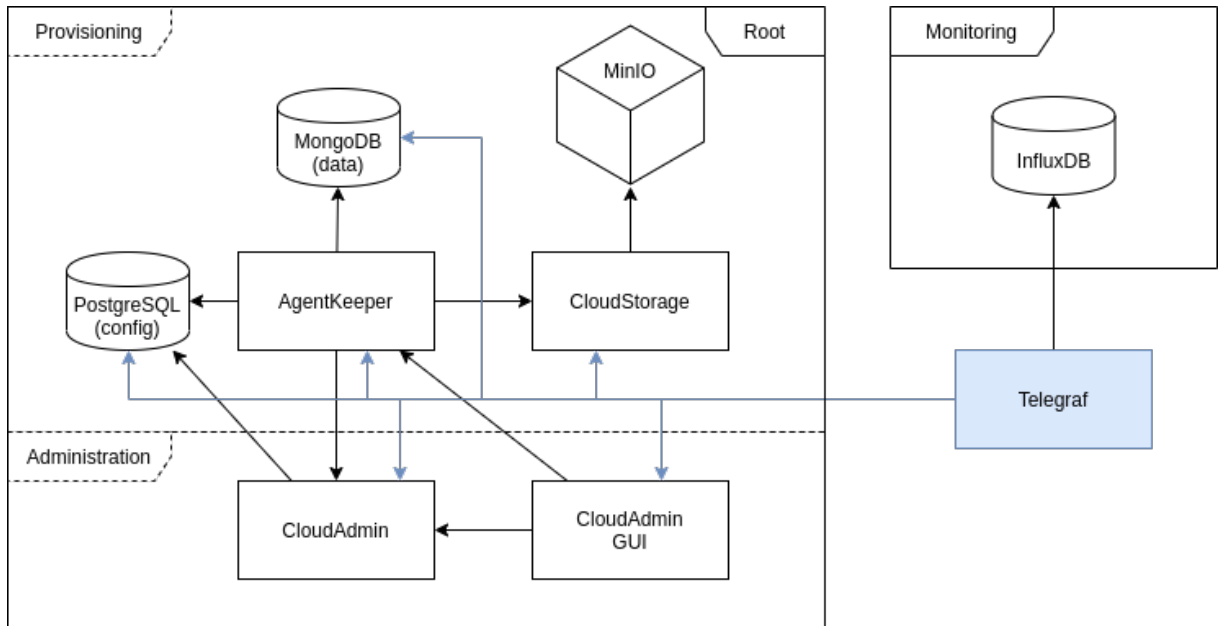 Provisioning
Root
Monitoring
MinIO
MongoDB
(data)
InfluxDB
PostgreSQL
(config)
AgentKeeper
CloudStorage
Telegraf
Administration
CloudAdmin
CloudAdmin
GUI